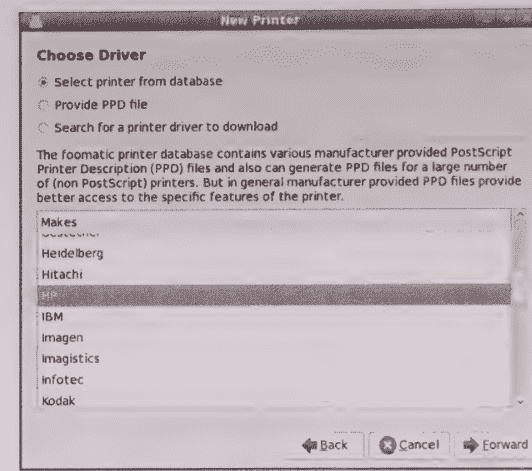 New Printer
Choose Driver
Select printer from database
Provide PPD file
Search for a printer driver to download
The foomatic printer database contains various manufacturer provided PostScript
Printer Description (PPD) files and also can generate PPD files for a large number
of (non PostScript) printers. But in general manufacturer provided PPD files provide
better access to the specific features of the printer.
Makes
Heidelberg
Hitachi
HP
IBM
Imagen
Imagistics
Infotec
Kodak
Back Cancel Forward